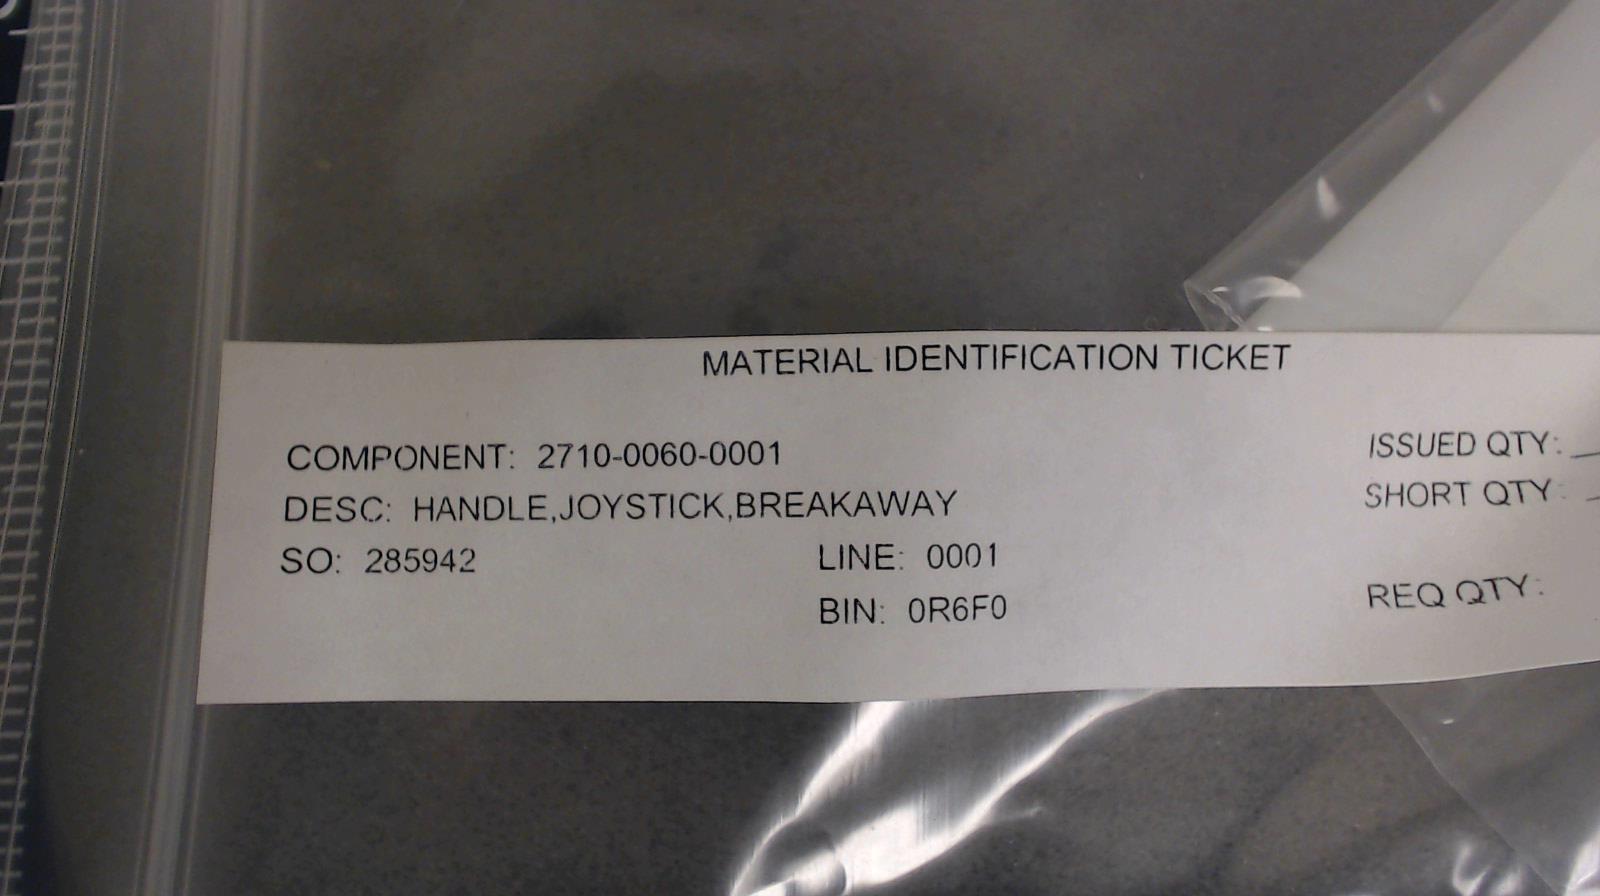 MATERIAL IDENTIFICATION TICKET
COMPONENT: 2710-0060-0001
ISSUED QTY:
DESC: HANDLE,JOYSTICK,BREAKAWAY
SHORT QTY:
SO: 285942 LINE: 0001
BIN: 0R6F0
REQ QTY: